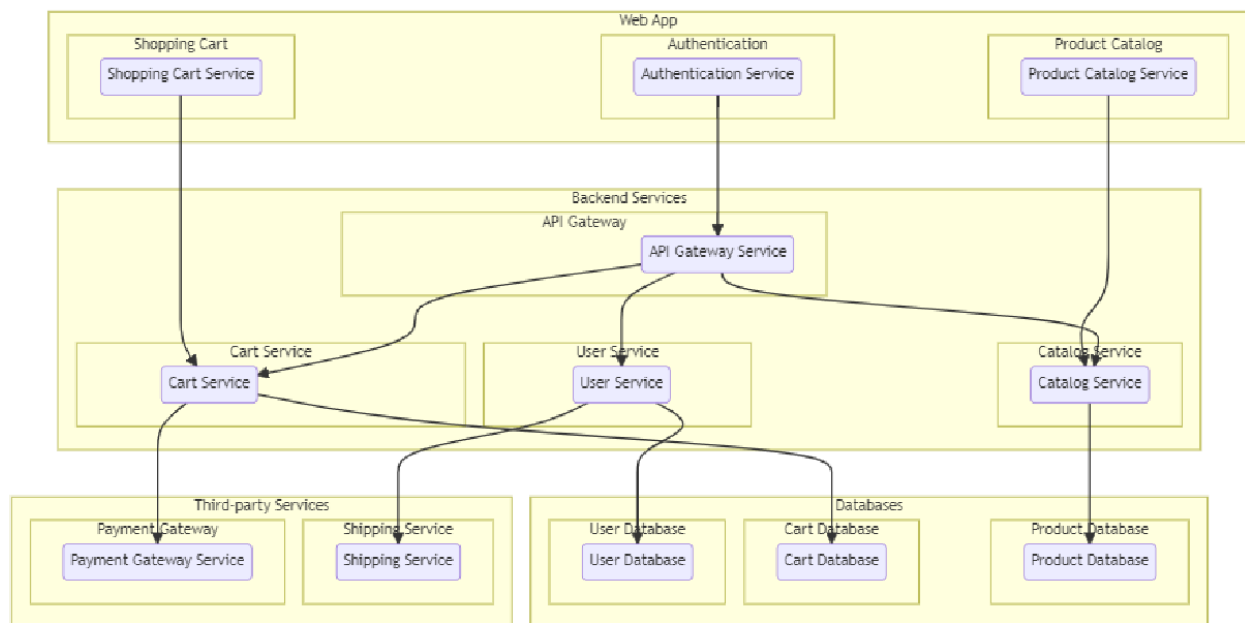 Web App
Shopping Cart
Authentication
Product Catalog
Shopping Cart Service
Authentication Service
Product Catalog Service
Backend Services
API Gateway
API Gateway Service
Cart Service
User Service
Catalog Service
Cart Service
User Service
Catalog Service
Third-party Services
Databases
Payment Gateway
Shipping Service
User Database
Cart Database
Product Database
Payment Gateway Service
Shipping Service
User Database
Cart Database
Product Database